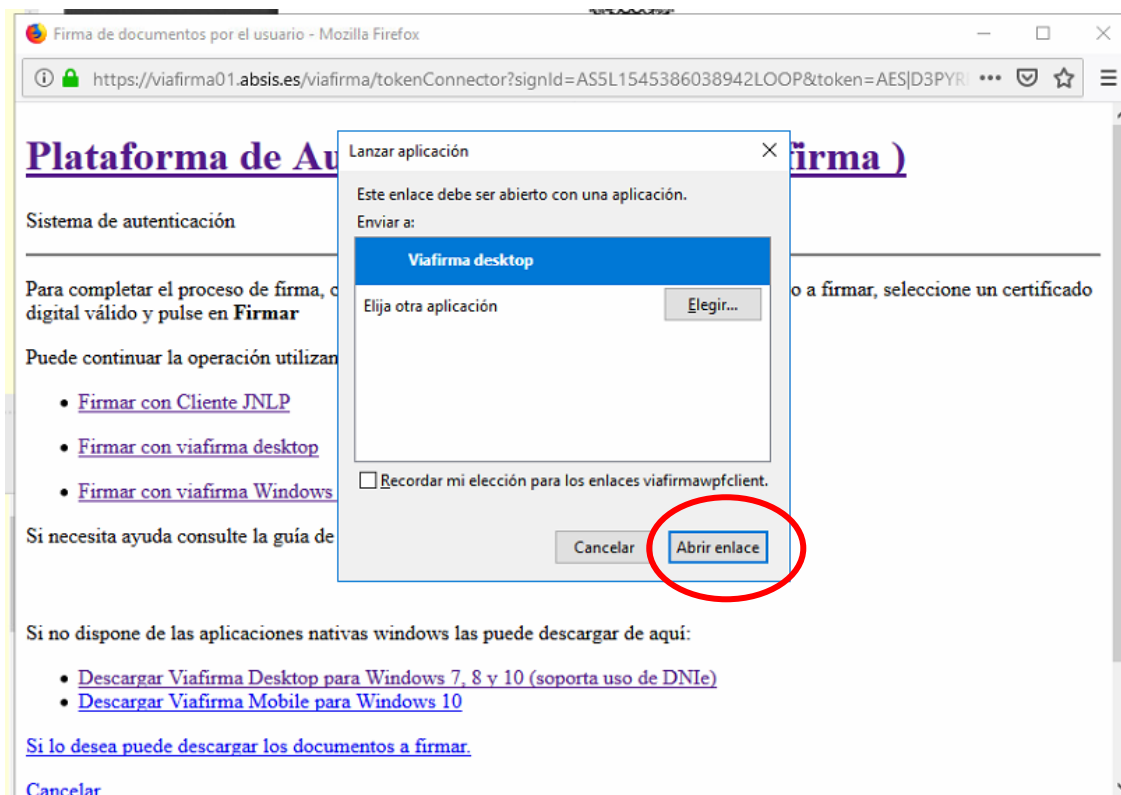 Firma de documentos por el usuario - Mozilla Firefox
https://viafirma01.absis.es/viafirma/tokenConnector?signId=AS5L1545386038942LOOP&token=AES|D3PYR
Plataforma de Au
firma )
Lanzar aplicación
Este enlace debe ser abierto con una aplicación.
Enviar a:
Viafirma desktop
Elija otra aplicación
Elegir...
Recordar mi elección para los enlaces viafirmawpfclient.
Cancelar
Abrir enlace
Sistema de autenticación
Para completar el proceso de firma, c
o a firmar, seleccione un certificado
digital válido y pulse en Firmar
Puede continuar la operación utilizan
• Firmar con Cliente JNLP
• Firmar con viafirma desktop
• Firmar con viafirma Windows
Si necesita ayuda consulte la guía de
Si no dispone de las aplicaciones nativas windows las puede descargar de aquí:
• Descargar Viafirma Desktop para Windows 7, 8 y 10 (soporta uso de DNIe)
• Descargar Viafirma Mobile para Windows 10
Si lo desea puede descargar los documentos a firmar.
Cancelar